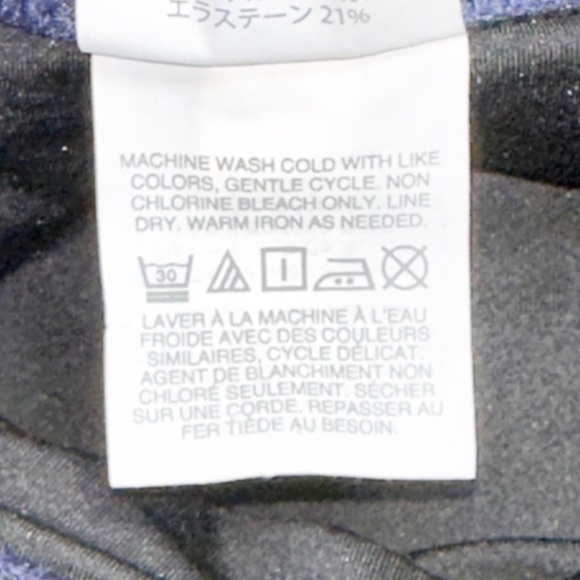 エラステーン 21%
MACHINE WASH COLD WITH LIKE
COLORS, GENTLE CYCLE. NON
CHLORINE BLEACH ONLY. LINE
DRY. WARM IRON AS NEEDED.
30
LAVER À LA MACHINE À L'EAU
FROIDE AVEC DES COULEURS
SIMILAIRES, CYCLE DÉLICAT.
AGENT DE BLANCHIMENT NON
CHLORÉ SEULEMENT. SÉCHER
SUR UNE CORDE. REPASSER AU
FER TIÈDE AU BESOIN.